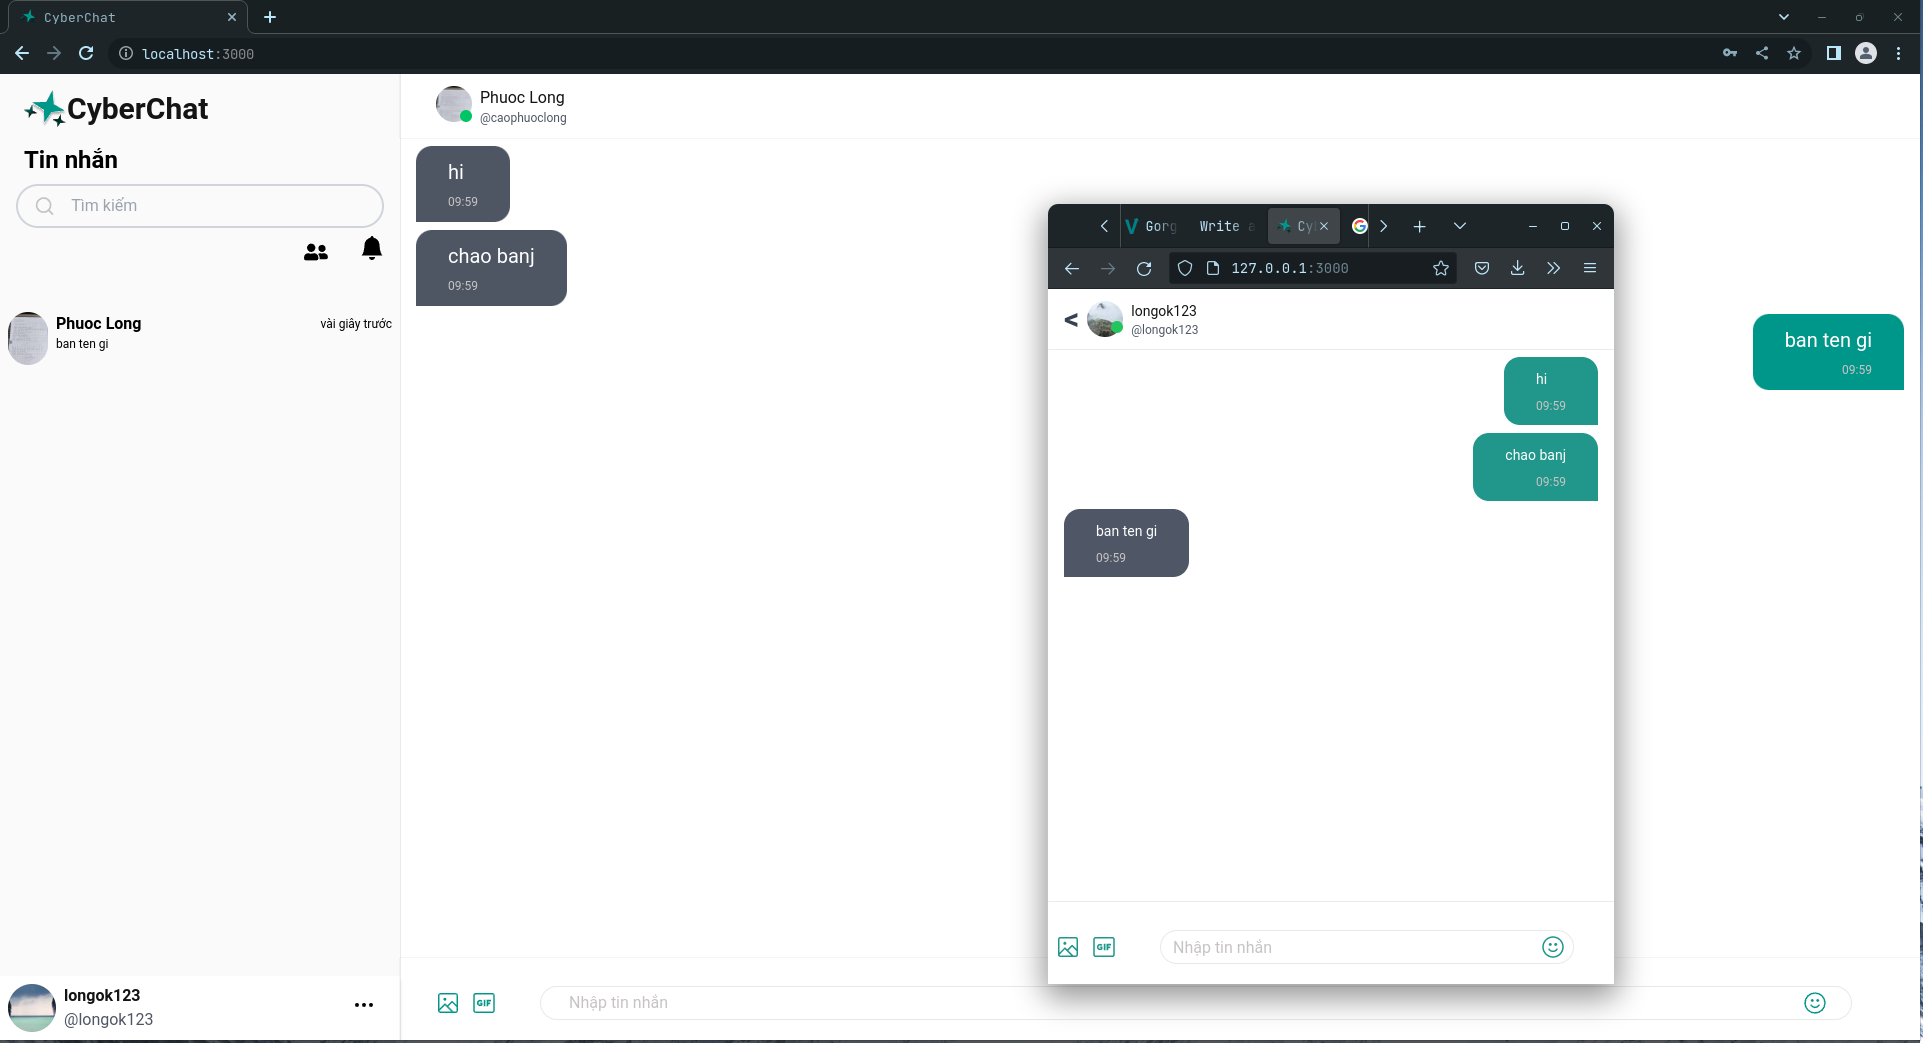 CyberChat
localhost:3000
CyberChat
Tin nhắn
Tìm kiếm
Phuoc Long
vài giây trước
ban ten gi
longok123
@longok123
Phuoc Long
@caophuoclong
hi
09:59
chao banj
09:59
ban ten gi
09:59
GIF
Nhập tin nhắn
Gorg
Write a
Cy
127.0.0.1:3000
<
longok123
@longok123
hi
09:59
chao banj
09:59
ban ten gi
09:59
GIF
Nhập tin nhắn